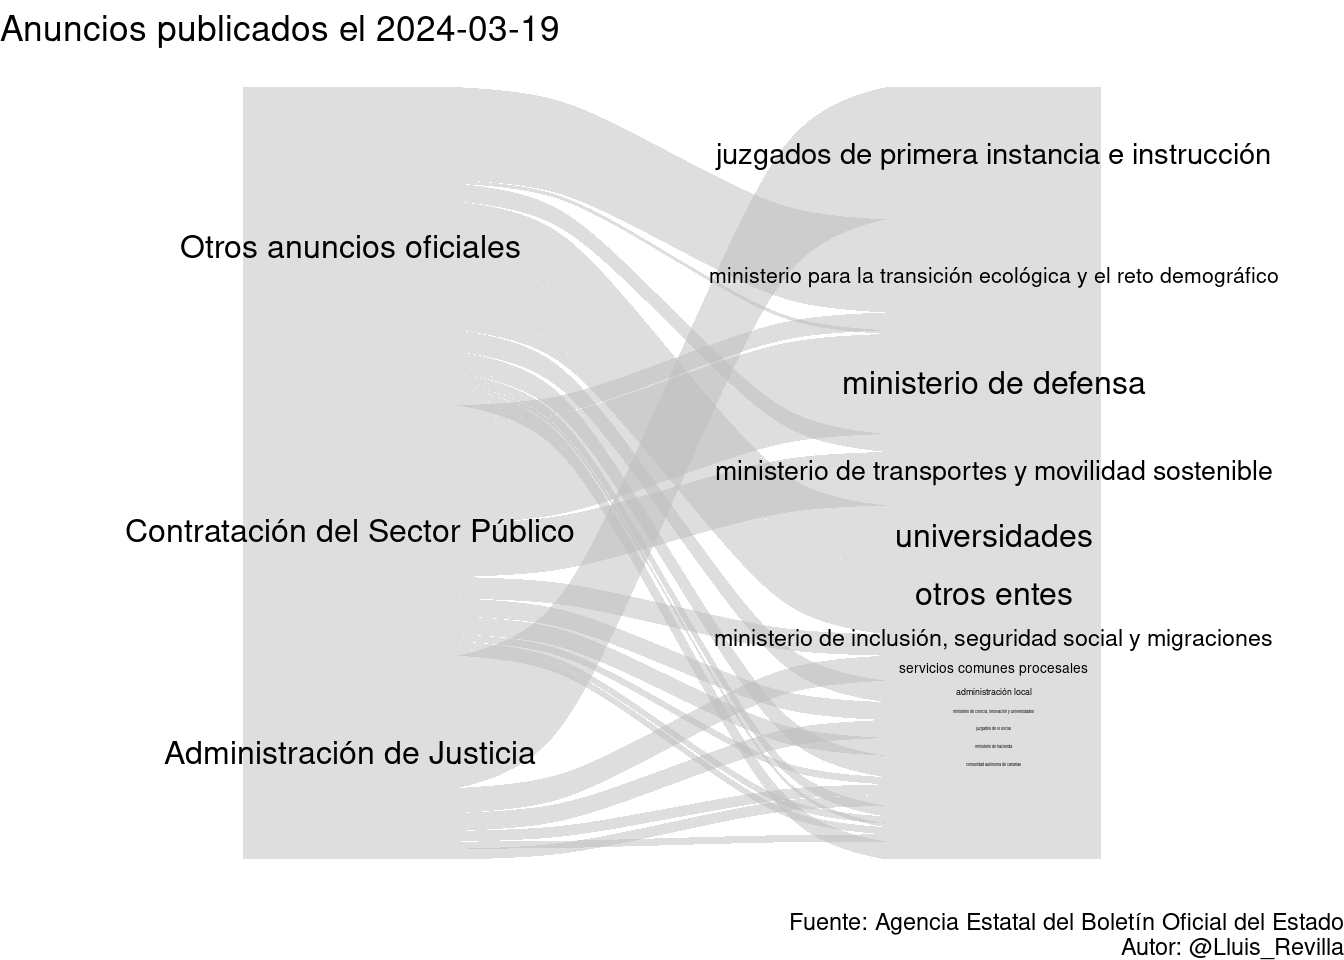 Anuncios publicados el 2024-03-19
juzgados de primera instancia e instrucción
Otros anuncios oficiales
ministerio para la transición ecológica y el reto demográfico
ministerio de defensa
ministerio de transportes y movilidad sostenible
Contratación del Sector Público
universidades
otros entes
ministerio de inclusión, seguridad social y migraciones
servicios comunes procesales
administración local
ministerio de ciencia, innovación y universidades
juzgados de lo social
ministerio de hacienda
Administración de Justicia
comunidad autónoma de canarias
Fuente: Agencia Estatal del Boletín Oficial del Estado
Autor: @Lluis_Revilla